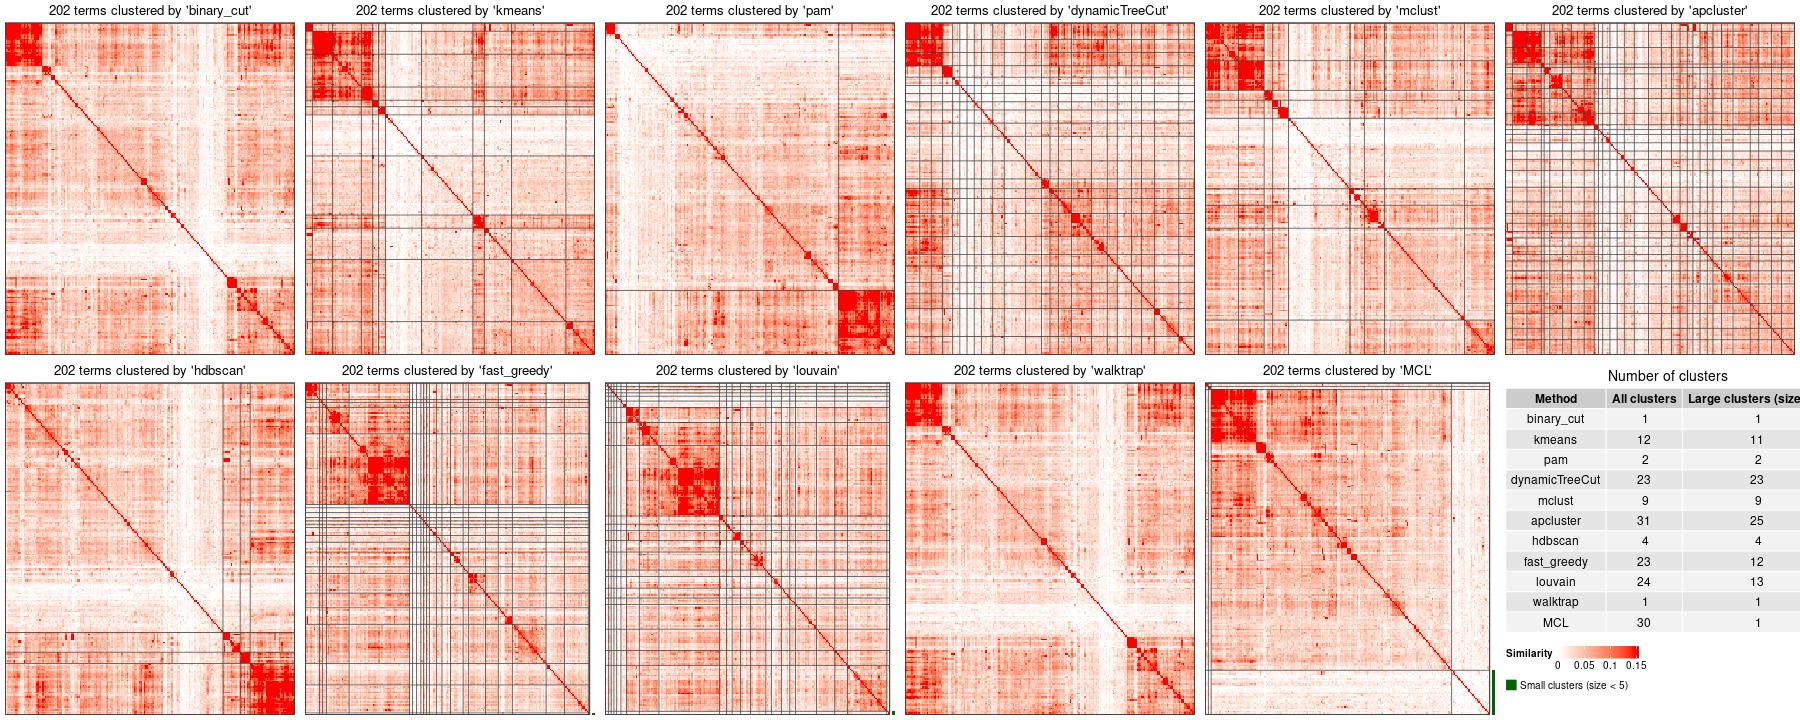 202 terms clustered by 'binary_cut'
202 terms clustered by 'kmeans'
202 terms clustered by 'pam'
202 terms clustered by 'dynamicTreeCut'
202 terms clustered by 'mclust'
202 terms clustered by 'apcluster'
202 terms clustered by 'hdbscan'
202 terms clustered by 'fast_greedy'
202 terms clustered by 'louvain'
202 terms clustered by 'walktrap'
202 terms clustered by 'MCL'
Number of clusters
Method All clusters Large clusters (size
binary_cut 1 1
kmeans 12 11
pam 2 2
dynamicTreeCut 23 23
mclust 9 9
apcluster 31 25
hdbscan 4 4
fast_greedy 23 12
louvain 24 13
walktrap 1 1
MCL 30 1
Similarity
0 0.05 0.1 0.15
Small clusters (size < 5)